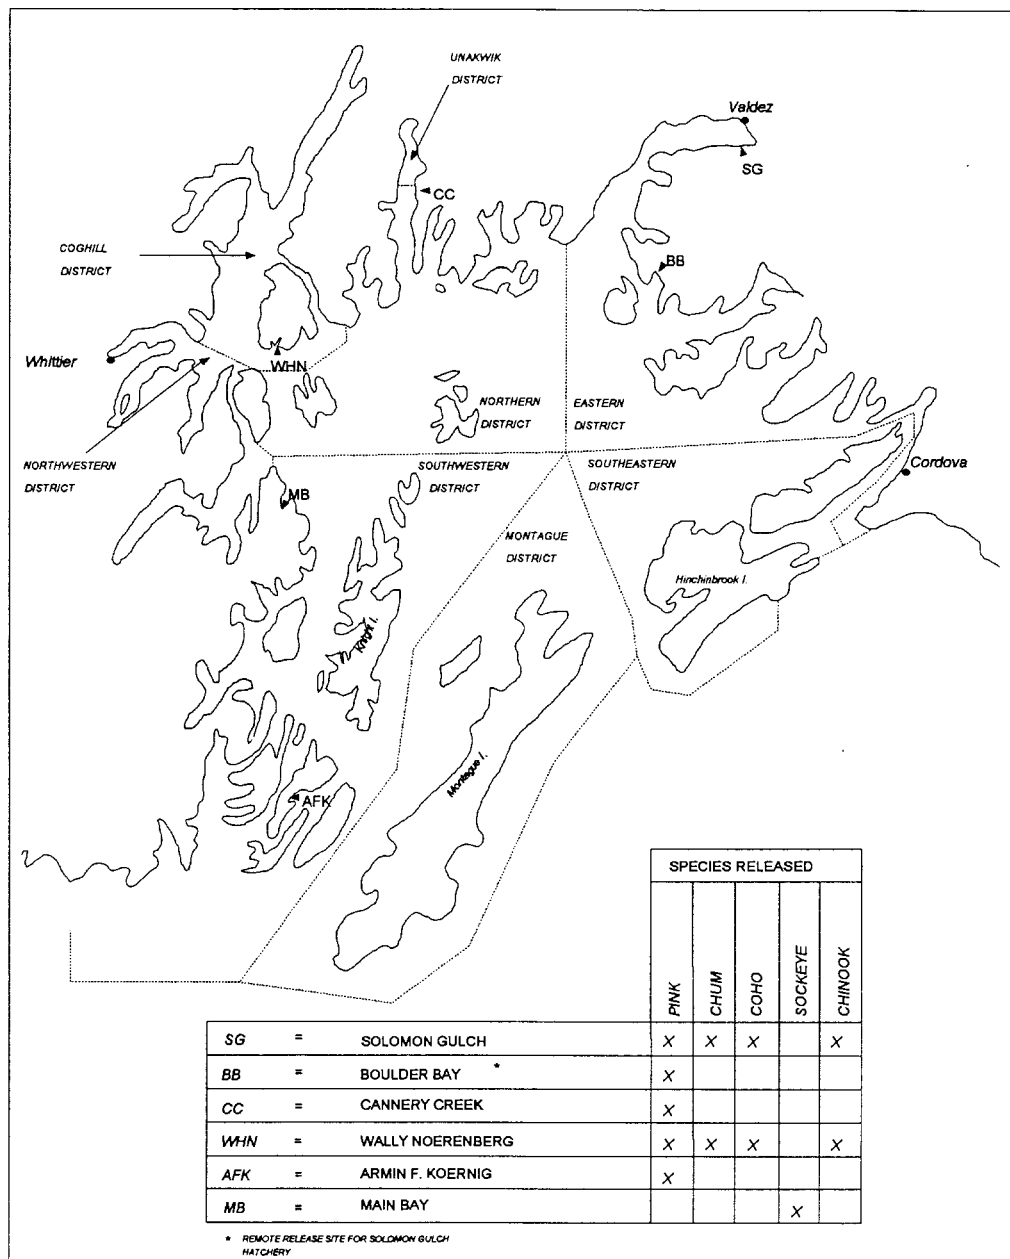 UNAKWIK
DISTRICT
Valdez
SG
CC
COGHILL
DISTRICT
BB
Whittier
WHN
NORTHERN
DISTRICT
EASTERN
DISTRICT
NORTHWESTERN
DISTRICT
SOUTHWESTERN
DISTRICT
SOUTHEASTERN
DISTRICT
Cordova
MB
MONTAGUE
DISTRICT
Hinchinbrook I.
Knight I.
Montague I.
AFK
SPECIES RELEASED
PINK CHUM COHO SOCKEYE CHINOOK
SG = SOLOMON GULCH X X X X
BB = BOULDER BAY * X
CC = CANNERY CREEK X
WHN = WALLY NOERENBERG X X X X
AFK = ARMIN F. KOERNIG X
MB = MAIN BAY X
* REMOTE RELEASE SITE FOR SOLOMON GULCH
HATCHERY